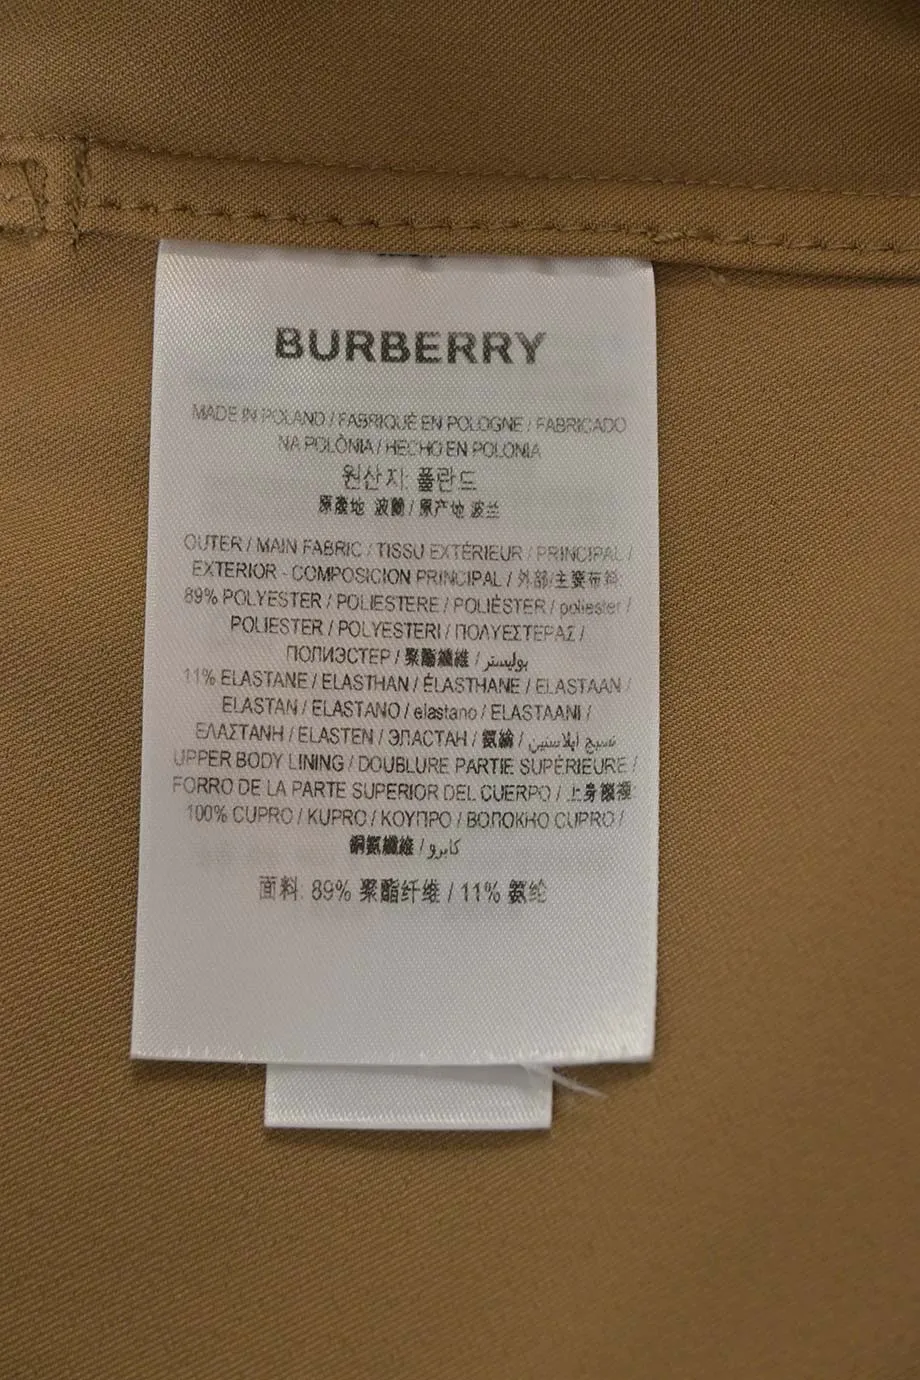 BURBERRY
MADE IN POLAND / FABRIQUÉ EN POLOGNE / FABRICADO
NA POLÔNIA / HECHO EN POLONIA
원산지: 폴란드
原產地 波蘭 / 原产地 波兰
OUTER / MAIN FABRIC / TISSU EXTÉRIEUR / PRINCIPAL /
EXTERIOR - COMPOSICION PRINCIPAL / 外部/主要布料:
89% POLYESTER / POLIESTERE / POLIÉSTER / poliester /
POLIESTER / POLYESTERI / ΠΟΛΥΕΣΤΕΡΑΣ /
ПОЛИЭСТЕР / 聚酯纖維 / بوليستر
11% ELASTANE / ELASTHAN / ÉLASTHANE / ELASTAAN /
ELASTAN / ELASTANO / elastano / ELASTAANI /
ΕΛΑΣΤΑΝΗ / ELASTEN / ЭЛАСТАН / 氨綸 / نسيج ايلاستين
UPPER BODY LINING / DOUBLURE PARTIE SUPÉRIEURE /
FORRO DE LA PARTE SUPERIOR DEL CUERPO / 上身襯裡:
100% CUPRO / KUPRO / ΚΟΥΠΡΟ / ВОЛОКНО CUPRO /
銅氨纖維 / كابرو
面料: 89% 聚酯纤维 / 11% 氨纶